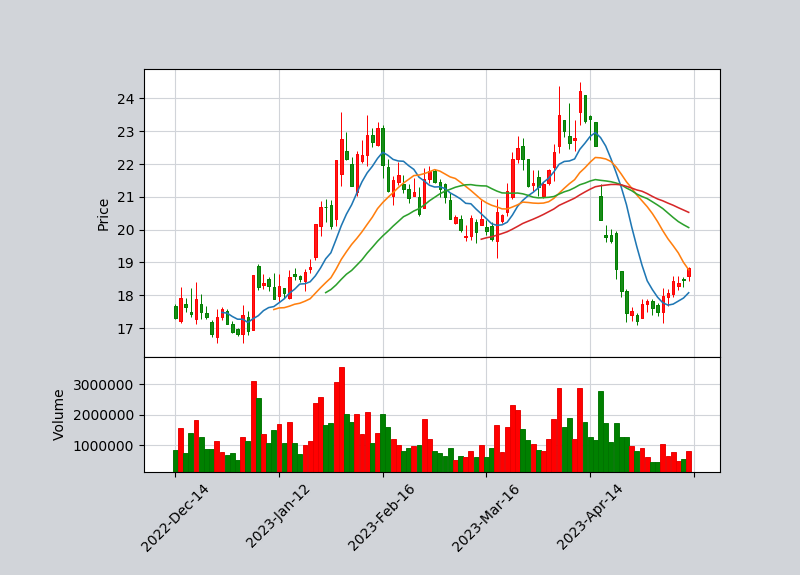 Price
24
23
22
21
20
19
18
17
Volume
3000000
2000000
1000000
2022-Dec-14
2023-Jan-12
2023-Feb-16
2023-Mar-16
2023-Apr-14